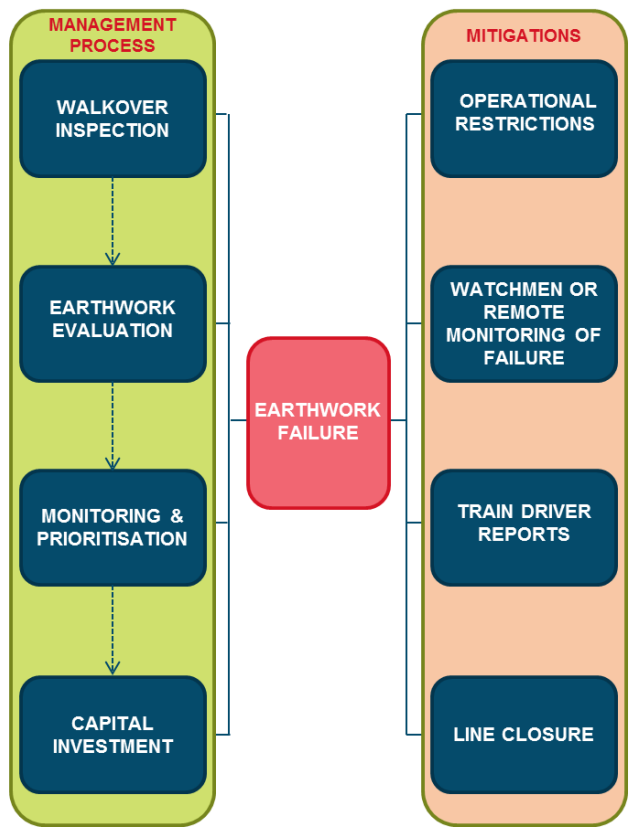 MANAGEMENT
PROCESS
WALKOVER
INSPECTION
EARTHWORK
EVALUATION
MONITORING &
PRIORITISATION
CAPITAL
INVESTMENT
EARTHWORK
FAILURE
MITIGATIONS
OPERATIONAL
RESTRICTIONS
WATCHMEN OR
REMOTE
MONITORING OF
FAILURE
TRAIN DRIVER
REPORTS
LINE CLOSURE